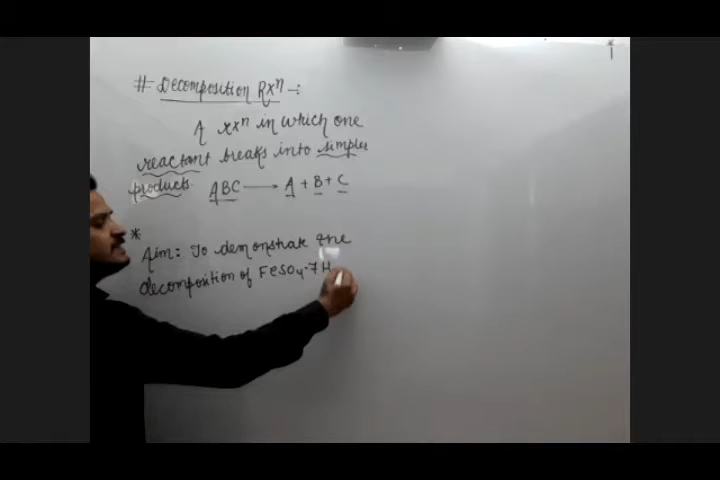 # Decomposition Rxⁿ -:
A rxⁿ in which one
reactant breaks into simpler
products.
ABC → A + B + C
*
Aim: To demonstrate the
decomposition of FeSO₄·7H